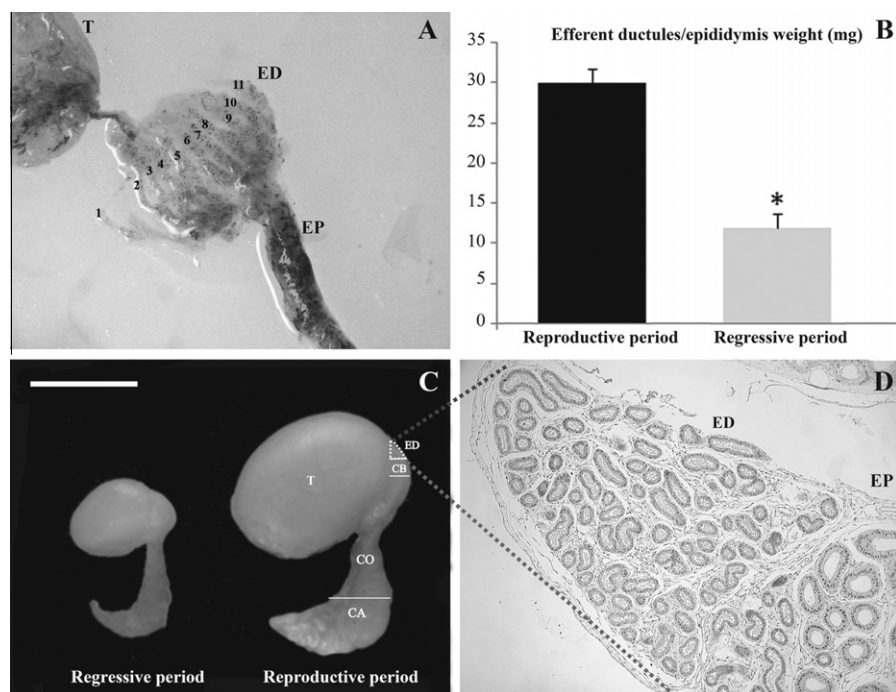 A
T
ED
11
10
9
8
7
6
5
4
3
2
1
EP
B
Efferent ductules/epididymis weight (mg)
35
30
25
20
15
10
5
0
*
Reproductive period
Regressive period
C
ED
CB
T
CO
CA
Regressive period
Reproductive period
D
ED
EP